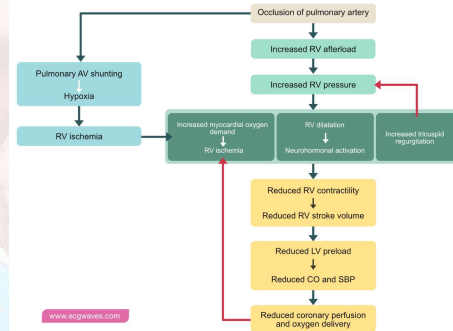 Occlusion of pulmonary artery
Increased RV afterload
Increased RV pressure
Pulmonary AV shunting
Hypoxia
RV ischemia
Increased myocardial oxygen
demand
RV ischemia
RV dilatation
Neurohormonal activation
Increased tricuspid
regurgitation
Reduced RV contractility
Reduced RV stroke volume
Reduced LV preload
Reduced CO and SBP
Reduced coronary perfusion
and oxygen delivery
www.ecgwaves.com